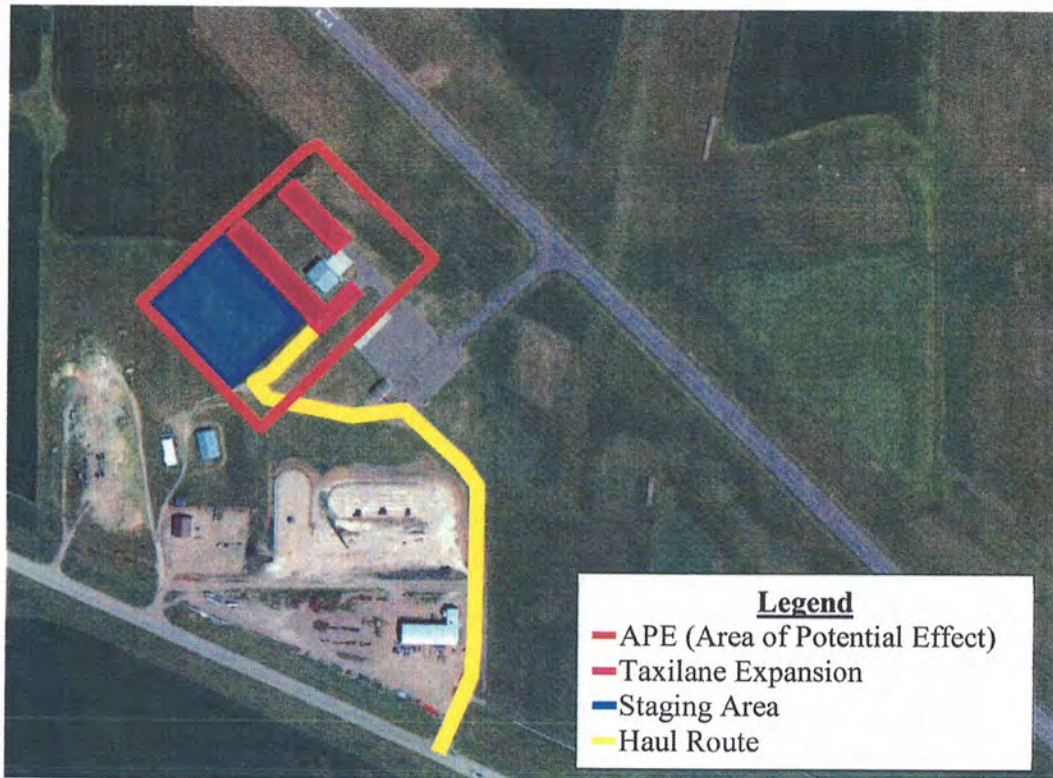 Legend
APE (Area of Potential Effect)
Taxilane Expansion
Staging Area
Haul Route